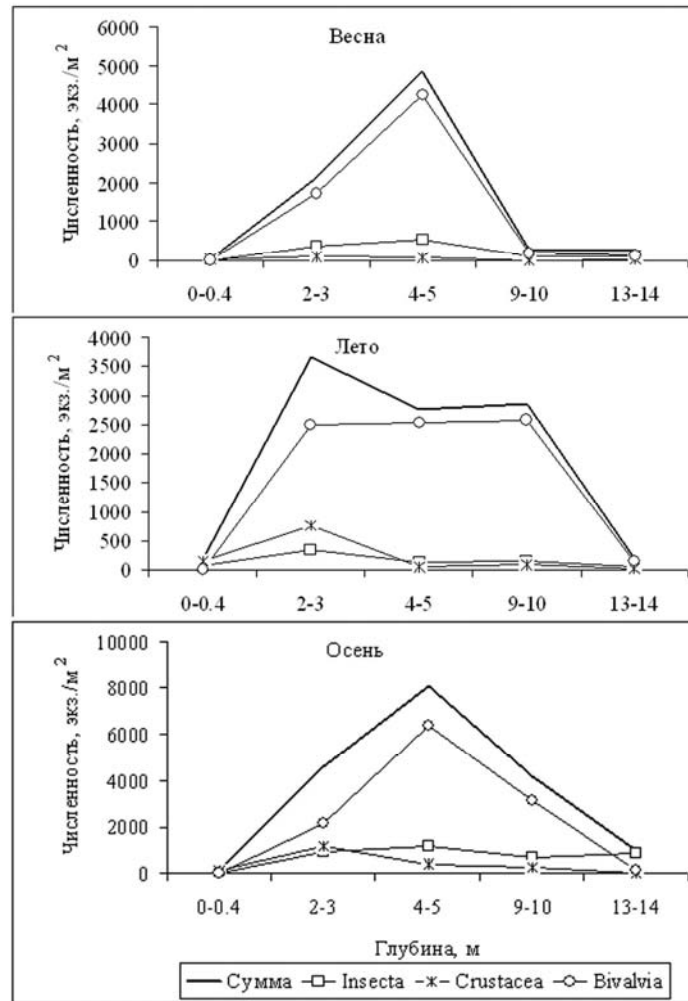 Весна
Численность, экз./м²
6000
5000
4000
3000
2000
1000
0
0-0.4 2-3 4-5 9-10 13-14
Лето
Численность, экз./м²
4000
3500
3000
2500
2000
1500
1000
500
0
0-0.4 2-3 4-5 9-10 13-14
Осень
Численность, экз./м²
10000
8000
6000
4000
2000
0
0-0.4 2-3 4-5 9-10 13-14
Глубина, м
Сумма Insecta Crustacea Bivalvia